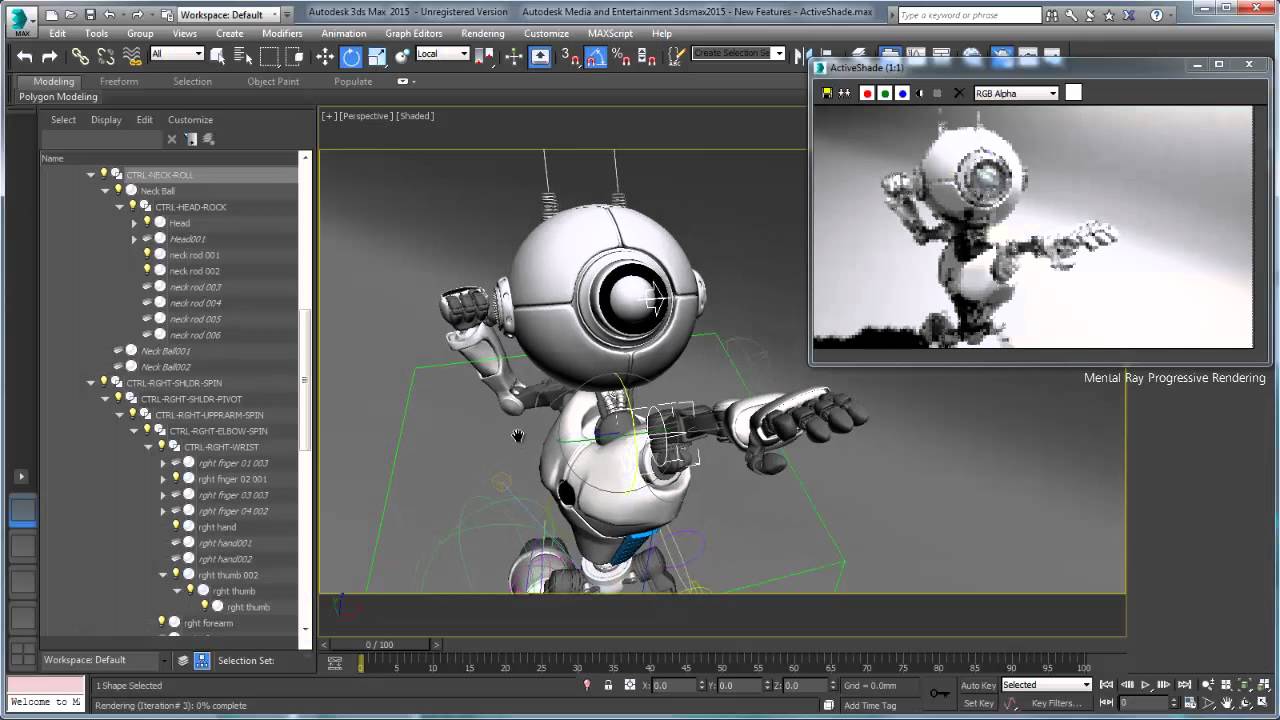 MAX
Workspace: Default
Autodesk 3ds Max 2015 - Unregistered Version
Autodesk Media and Entertainment 3dsmax2015 - New Features - ActiveShade.max
Type a keyword or phrase
Edit Tools Group Views Create Modifiers Animation Graph Editors Rendering Customize MAXScript Help
All
Local
Create Selection Se
Modeling Freeform Selection Object Paint Populate
Polygon Modeling
ActiveShade (1:1)
RGB Alpha
Select Display Edit Customize
[+] [Perspective] [Shaded]
Name
CTRL-NECK-ROLL
Neck Ball
CTRL-HEAD-ROCK
Head
Head001
neck rod 001
neck rod 002
neck rod 003
neck rod 004
neck rod 005
neck rod 006
Neck Ball001
Neck Ball002
CTRL-RGHT-SHLDR-SPIN
CTRL-RGHT-SHLDR-PIVOT
CTRL-RGHT-UPPRARM-SPIN
CTRL-RGHT-ELBOW-SPIN
CTRL-RGHT-WRIST
rght fnger 01 003
rght fnger 02 001
rght fnger 03 003
rght fnger 04 002
rght hand
rght hand001
rght hand002
rght thumb 002
rght thumb
rght thumb
rght forearm
Mental Ray Progressive Rendering
0 / 100
Workspace: Default
Selection Set:
0 5 10 15 20 25 30 35 40 45 50 55 60 65 70 75 80 85 90 95 100
1 Shape Selected
X: 0.0 Y: 0.0 Z: 0.0
Grid = 0.0mm
Auto Key
Selected
Welcome to M
Rendering (Iteration# 3): 0% complete
Add Time Tag
Set Key
Key Filters...
0